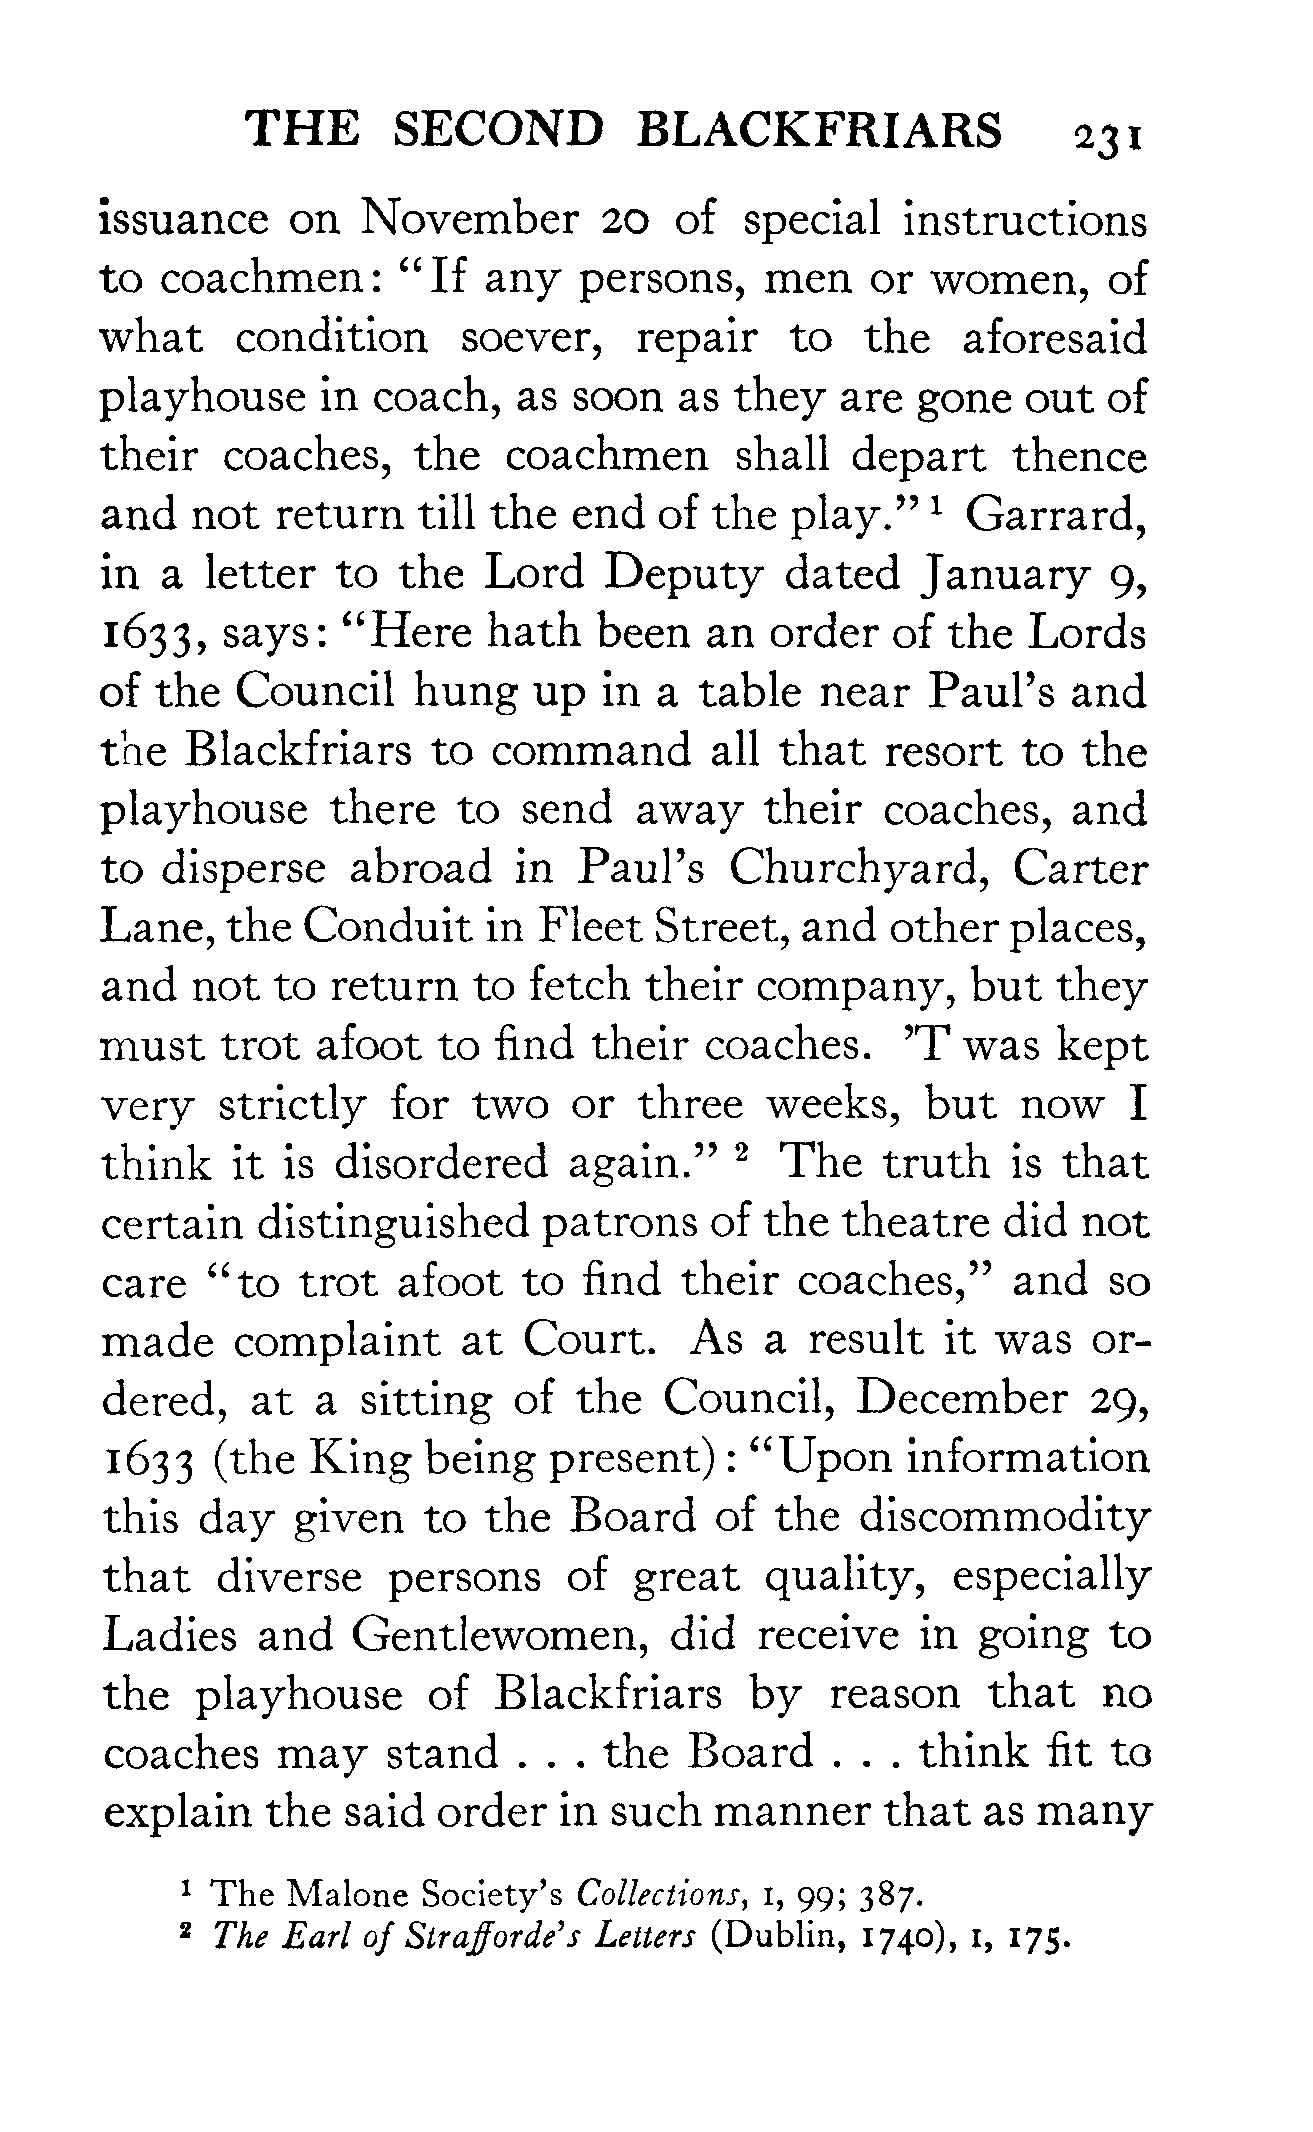 THE SECOND BLACKFRIARS 231
issuance on November 20 of special instructions
to coachmen: "If any persons, men or women, of
what condition soever, repair to the aforesaid
playhouse in coach, as soon as they are gone out of
their coaches, the coachmen shall depart thence
and not return till the end of the play." ¹ Garrard,
in a letter to the Lord Deputy dated January 9,
1633, says: "Here hath been an order of the Lords
of the Council hung up in a table near Paul's and
the Blackfriars to command all that resort to the
playhouse there to send away their coaches, and
to disperse abroad in Paul's Churchyard, Carter
Lane, the Conduit in Fleet Street, and other places,
and not to return to fetch their company, but they
must trot afoot to find their coaches. 'T was kept
very strictly for two or three weeks, but now I
think it is disordered again." ² The truth is that
certain distinguished patrons of the theatre did not
care "to trot afoot to find their coaches," and so
made complaint at Court. As a result it was or-
dered, at a sitting of the Council, December 29,
1633 (the King being present): "Upon information
this day given to the Board of the discommodity
that diverse persons of great quality, especially
Ladies and Gentlewomen, did receive in going to
the playhouse of Blackfriars by reason that no
coaches may stand . . . the Board . . . think fit to
explain the said order in such manner that as many
¹ The Malone Society's Collections, I, 99; 387.
² The Earl of Strafforde's Letters (Dublin, 1740), I, 175.